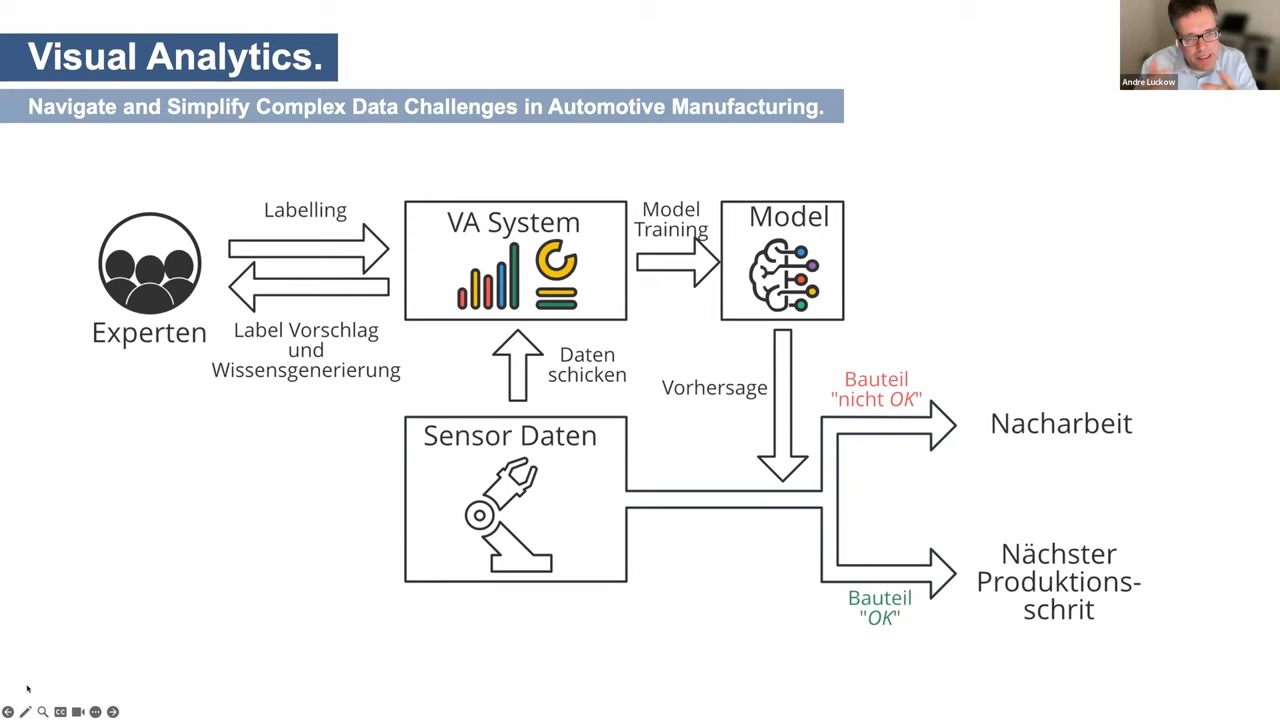 Visual Analytics.
Navigate and Simplify Complex Data Challenges in Automotive Manufacturing.
Andre Luckow
Labelling
Experten
Label Vorschlag
und
Wissensgenerierung
VA System
Model
Training
Model
Daten
schicken
Sensor Daten
Vorhersage
Bauteil
"nicht OK"
Nacharbeit
Nächster
Produktions-
schrit
Bauteil
"OK"
CC